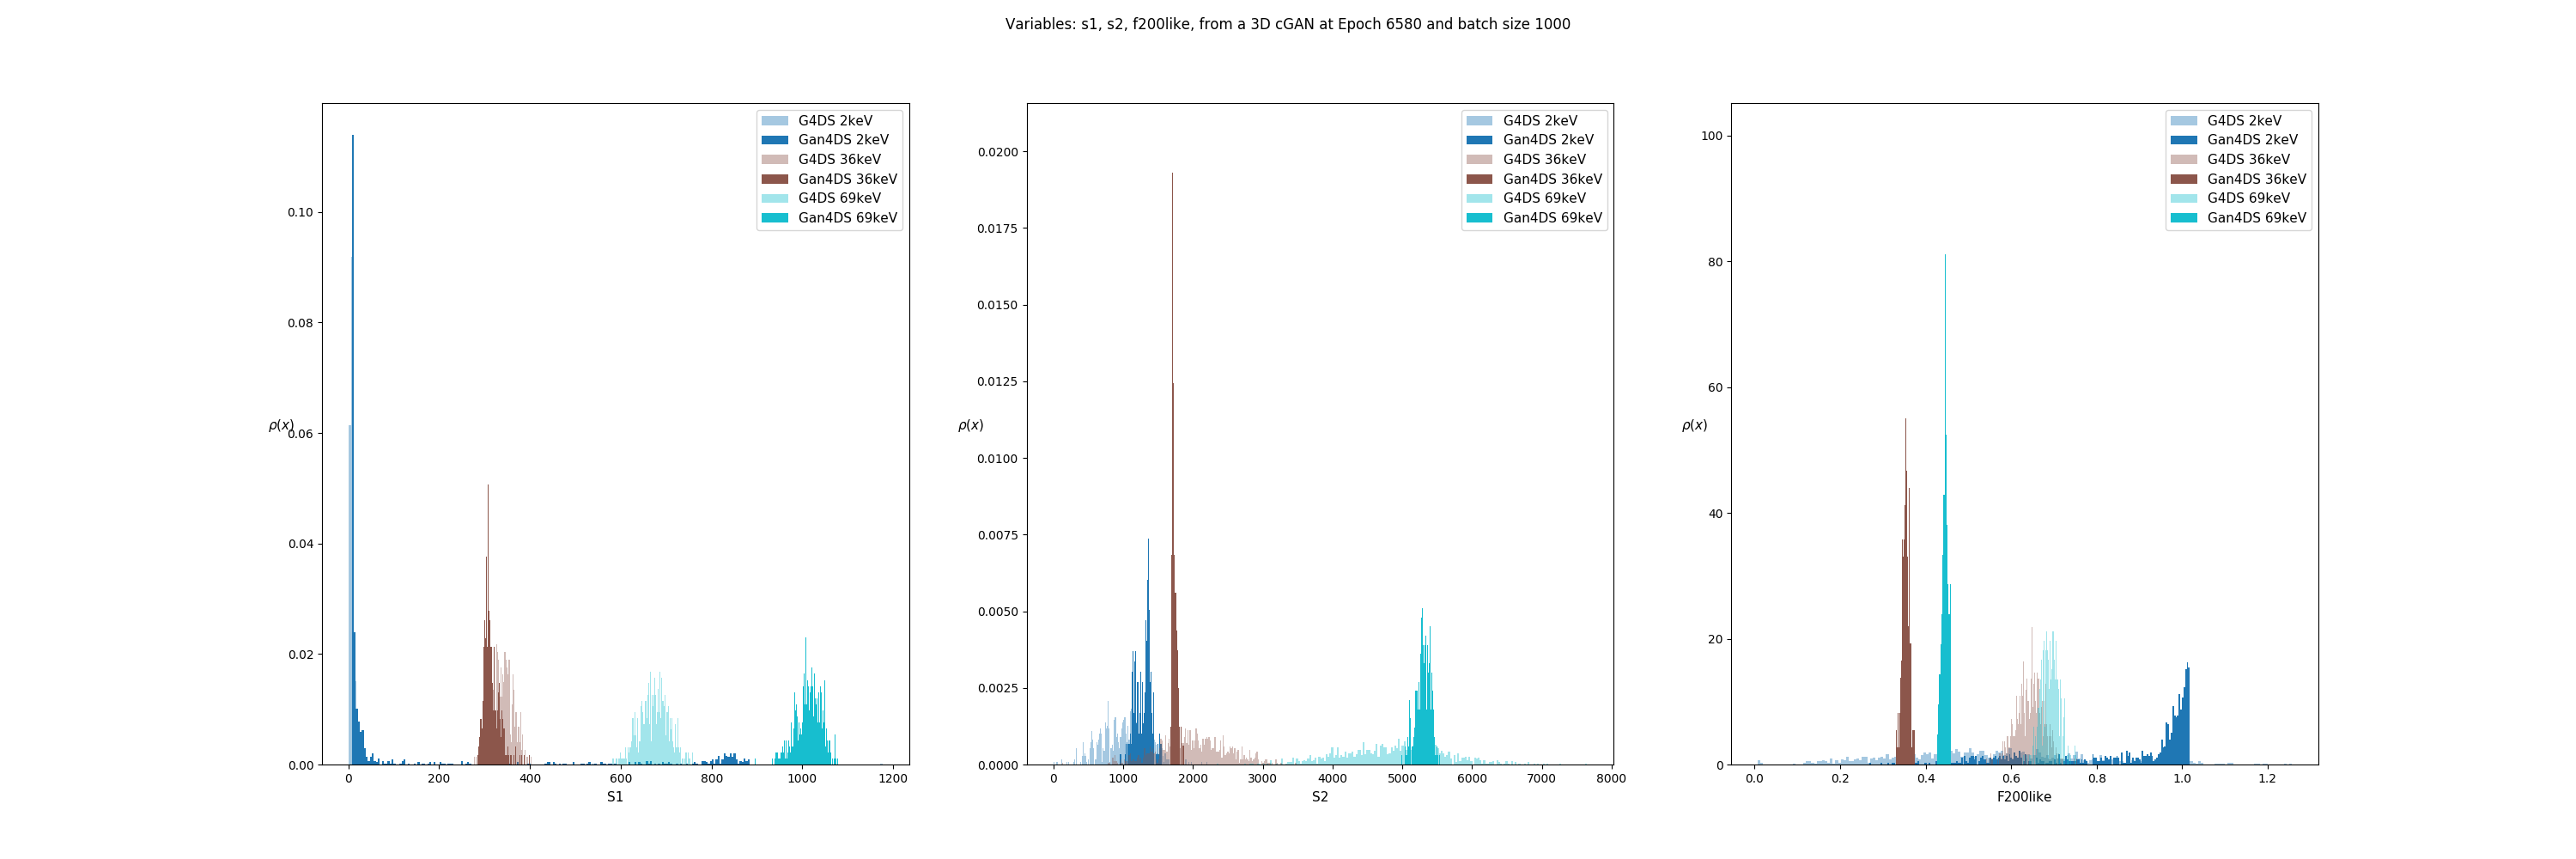 Variables: s1, s2, f200like, from a 3D cGAN at Epoch 6580 and batch size 1000
G4DS 2keV
Gan4DS 2keV
G4DS 36keV
Gan4DS 36keV
G4DS 69keV
Gan4DS 69keV
0.10
0.08
0.06
0.04
0.02
0.00
ρ(x)
0 200 400 600 800 1000 1200
S1
G4DS 2keV
Gan4DS 2keV
G4DS 36keV
Gan4DS 36keV
G4DS 69keV
Gan4DS 69keV
0.0200
0.0175
0.0150
0.0125
0.0100
0.0075
0.0050
0.0025
0.0000
ρ(x)
0 1000 2000 3000 4000 5000 6000 7000 8000
S2
G4DS 2keV
Gan4DS 2keV
G4DS 36keV
Gan4DS 36keV
G4DS 69keV
Gan4DS 69keV
100
80
60
40
20
0
ρ(x)
0.0 0.2 0.4 0.6 0.8 1.0 1.2
F200like